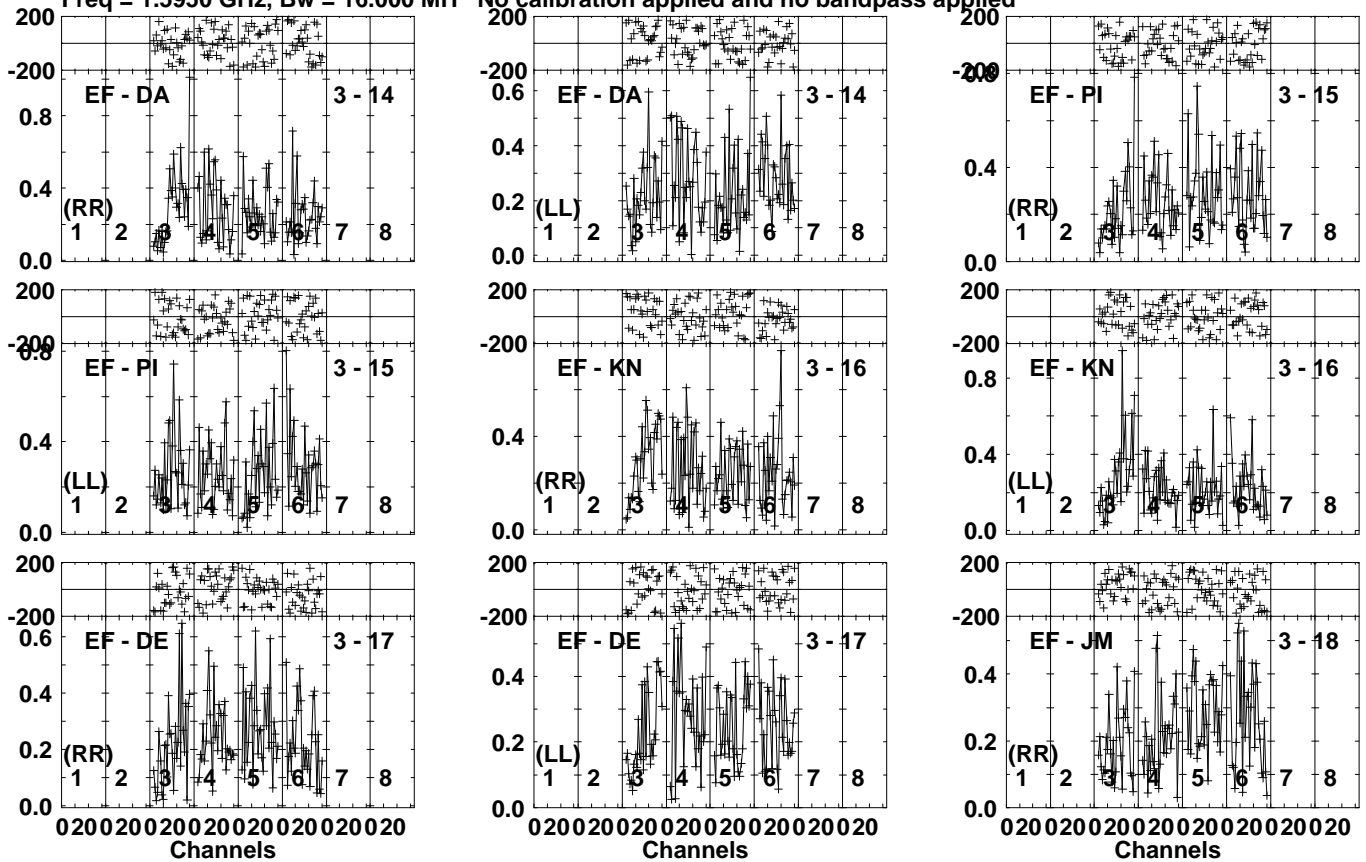 Freq = 1.5950 GHz, Bw = 16.000 MH No calibration applied and no bandpass applied
200 200 200
-200 -200 -200
EF - DA 3 - 14 EF - DA 3 - 14 EF - PI 3 - 15
0.8 0.6 0.8
0.4 0.4 0.4
0.2
(RR) (LL) (RR)
1 2 3 4 5 6 7 8 1 2 3 4 5 6 7 8 1 2 3 4 5 6 7 8
0.0 0.0 0.0
200 200 200
-200 -200 -200
0.8
EF - PI 3 - 15 EF - KN 3 - 16 EF - KN 3 - 16
0.8
0.4 0.4 0.4
(LL) (RR) (LL)
1 2 3 4 5 6 7 8 1 2 3 4 5 6 7 8 1 2 3 4 5 6 7 8
0.0 0.0 0.0
200 200 200
-200 -200 -200
EF - DE 3 - 17 EF - DE 3 - 17 EF - JM 3 - 18
0.6
0.4 0.4 0.4
0.2 0.2 0.2
(RR) (LL) (RR)
1 2 3 4 5 6 7 8 1 2 3 4 5 6 7 8 1 2 3 4 5 6 7 8
0.0 0.0 0.0
0 20 0 20 0 20 0 20 0 20 0 20 0 20 0 20 0 20 0 20 0 20 0 20 0 20 0 20 0 20 0 20 0 20 0 20 0 20 0 20 0 20 0 20 0 20 0 20
Channels Channels Channels